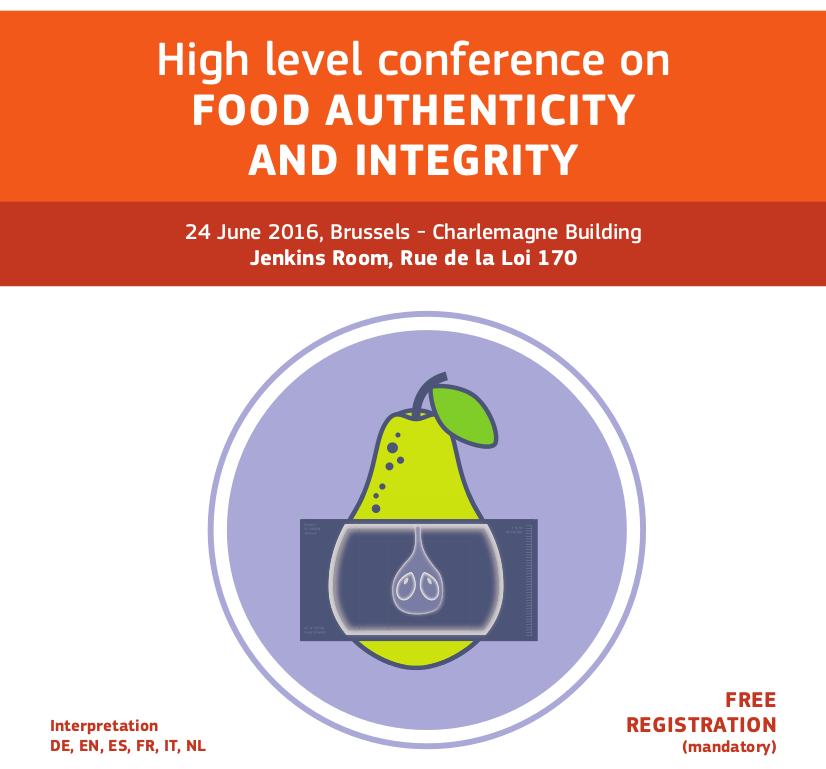 High level conference on
FOOD AUTHENTICITY
AND INTEGRITY
24 June 2016, Brussels – Charlemagne Building
Jenkins Room, Rue de la Loi 170
Interpretation
DE, EN, ES, FR, IT, NL
FREE
REGISTRATION
(mandatory)